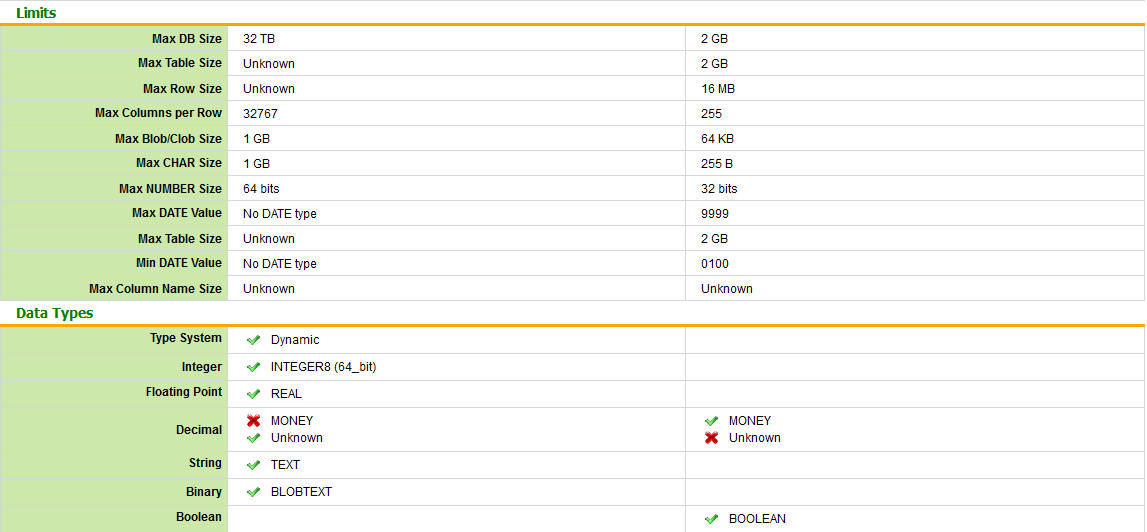 Limits
Max DB Size 32 TB 2 GB
Max Table Size Unknown 2 GB
Max Row Size Unknown 16 MB
Max Columns per Row 32767 255
Max Blob/Clob Size 1 GB 64 KB
Max CHAR Size 1 GB 255 B
Max NUMBER Size 64 bits 32 bits
Max DATE Value No DATE type 9999
Max Table Size Unknown 2 GB
Min DATE Value No DATE type 0100
Max Column Name Size Unknown Unknown
Data Types
Type System Dynamic
Integer INTEGER8 (64_bit)
Floating Point REAL
Decimal MONEY MONEY
Unknown Unknown
String TEXT
Binary BLOBTEXT
Boolean BOOLEAN